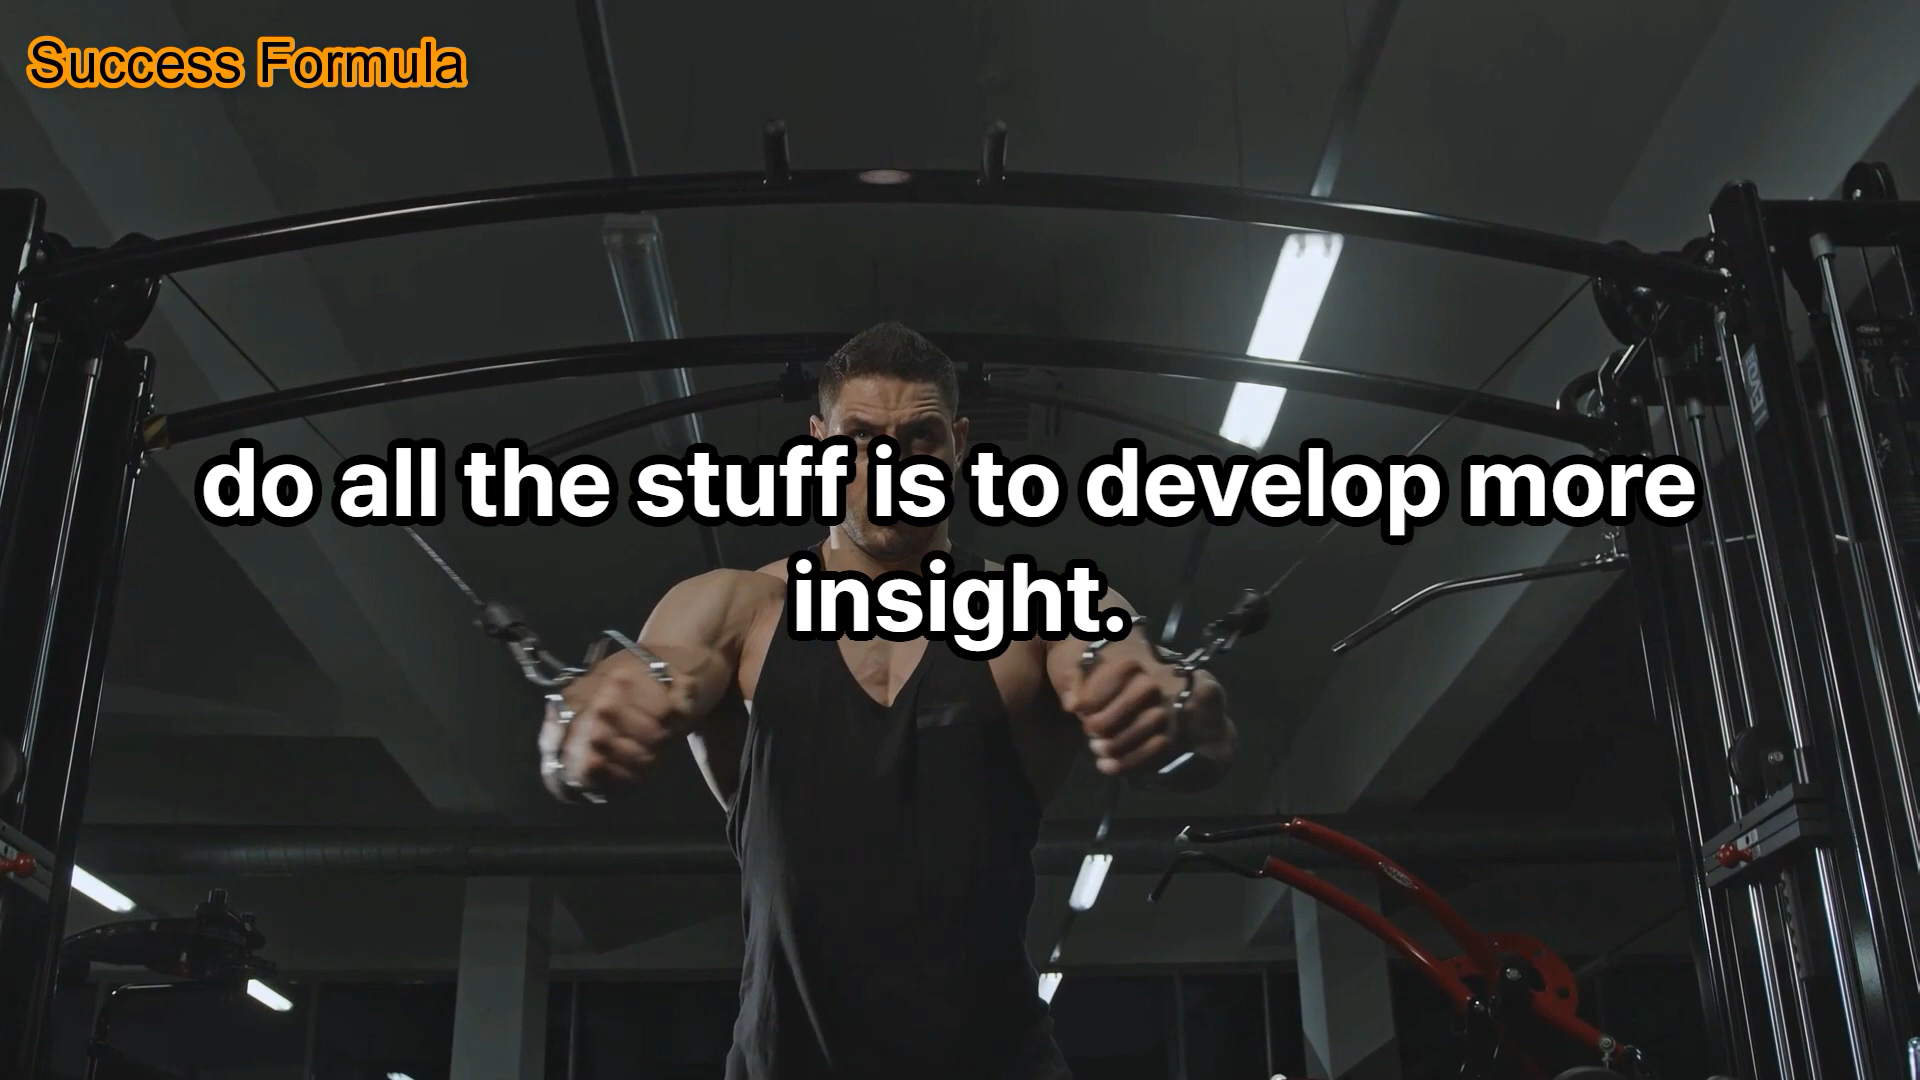 Success Formula
do all the stuff is to develop more
insight.